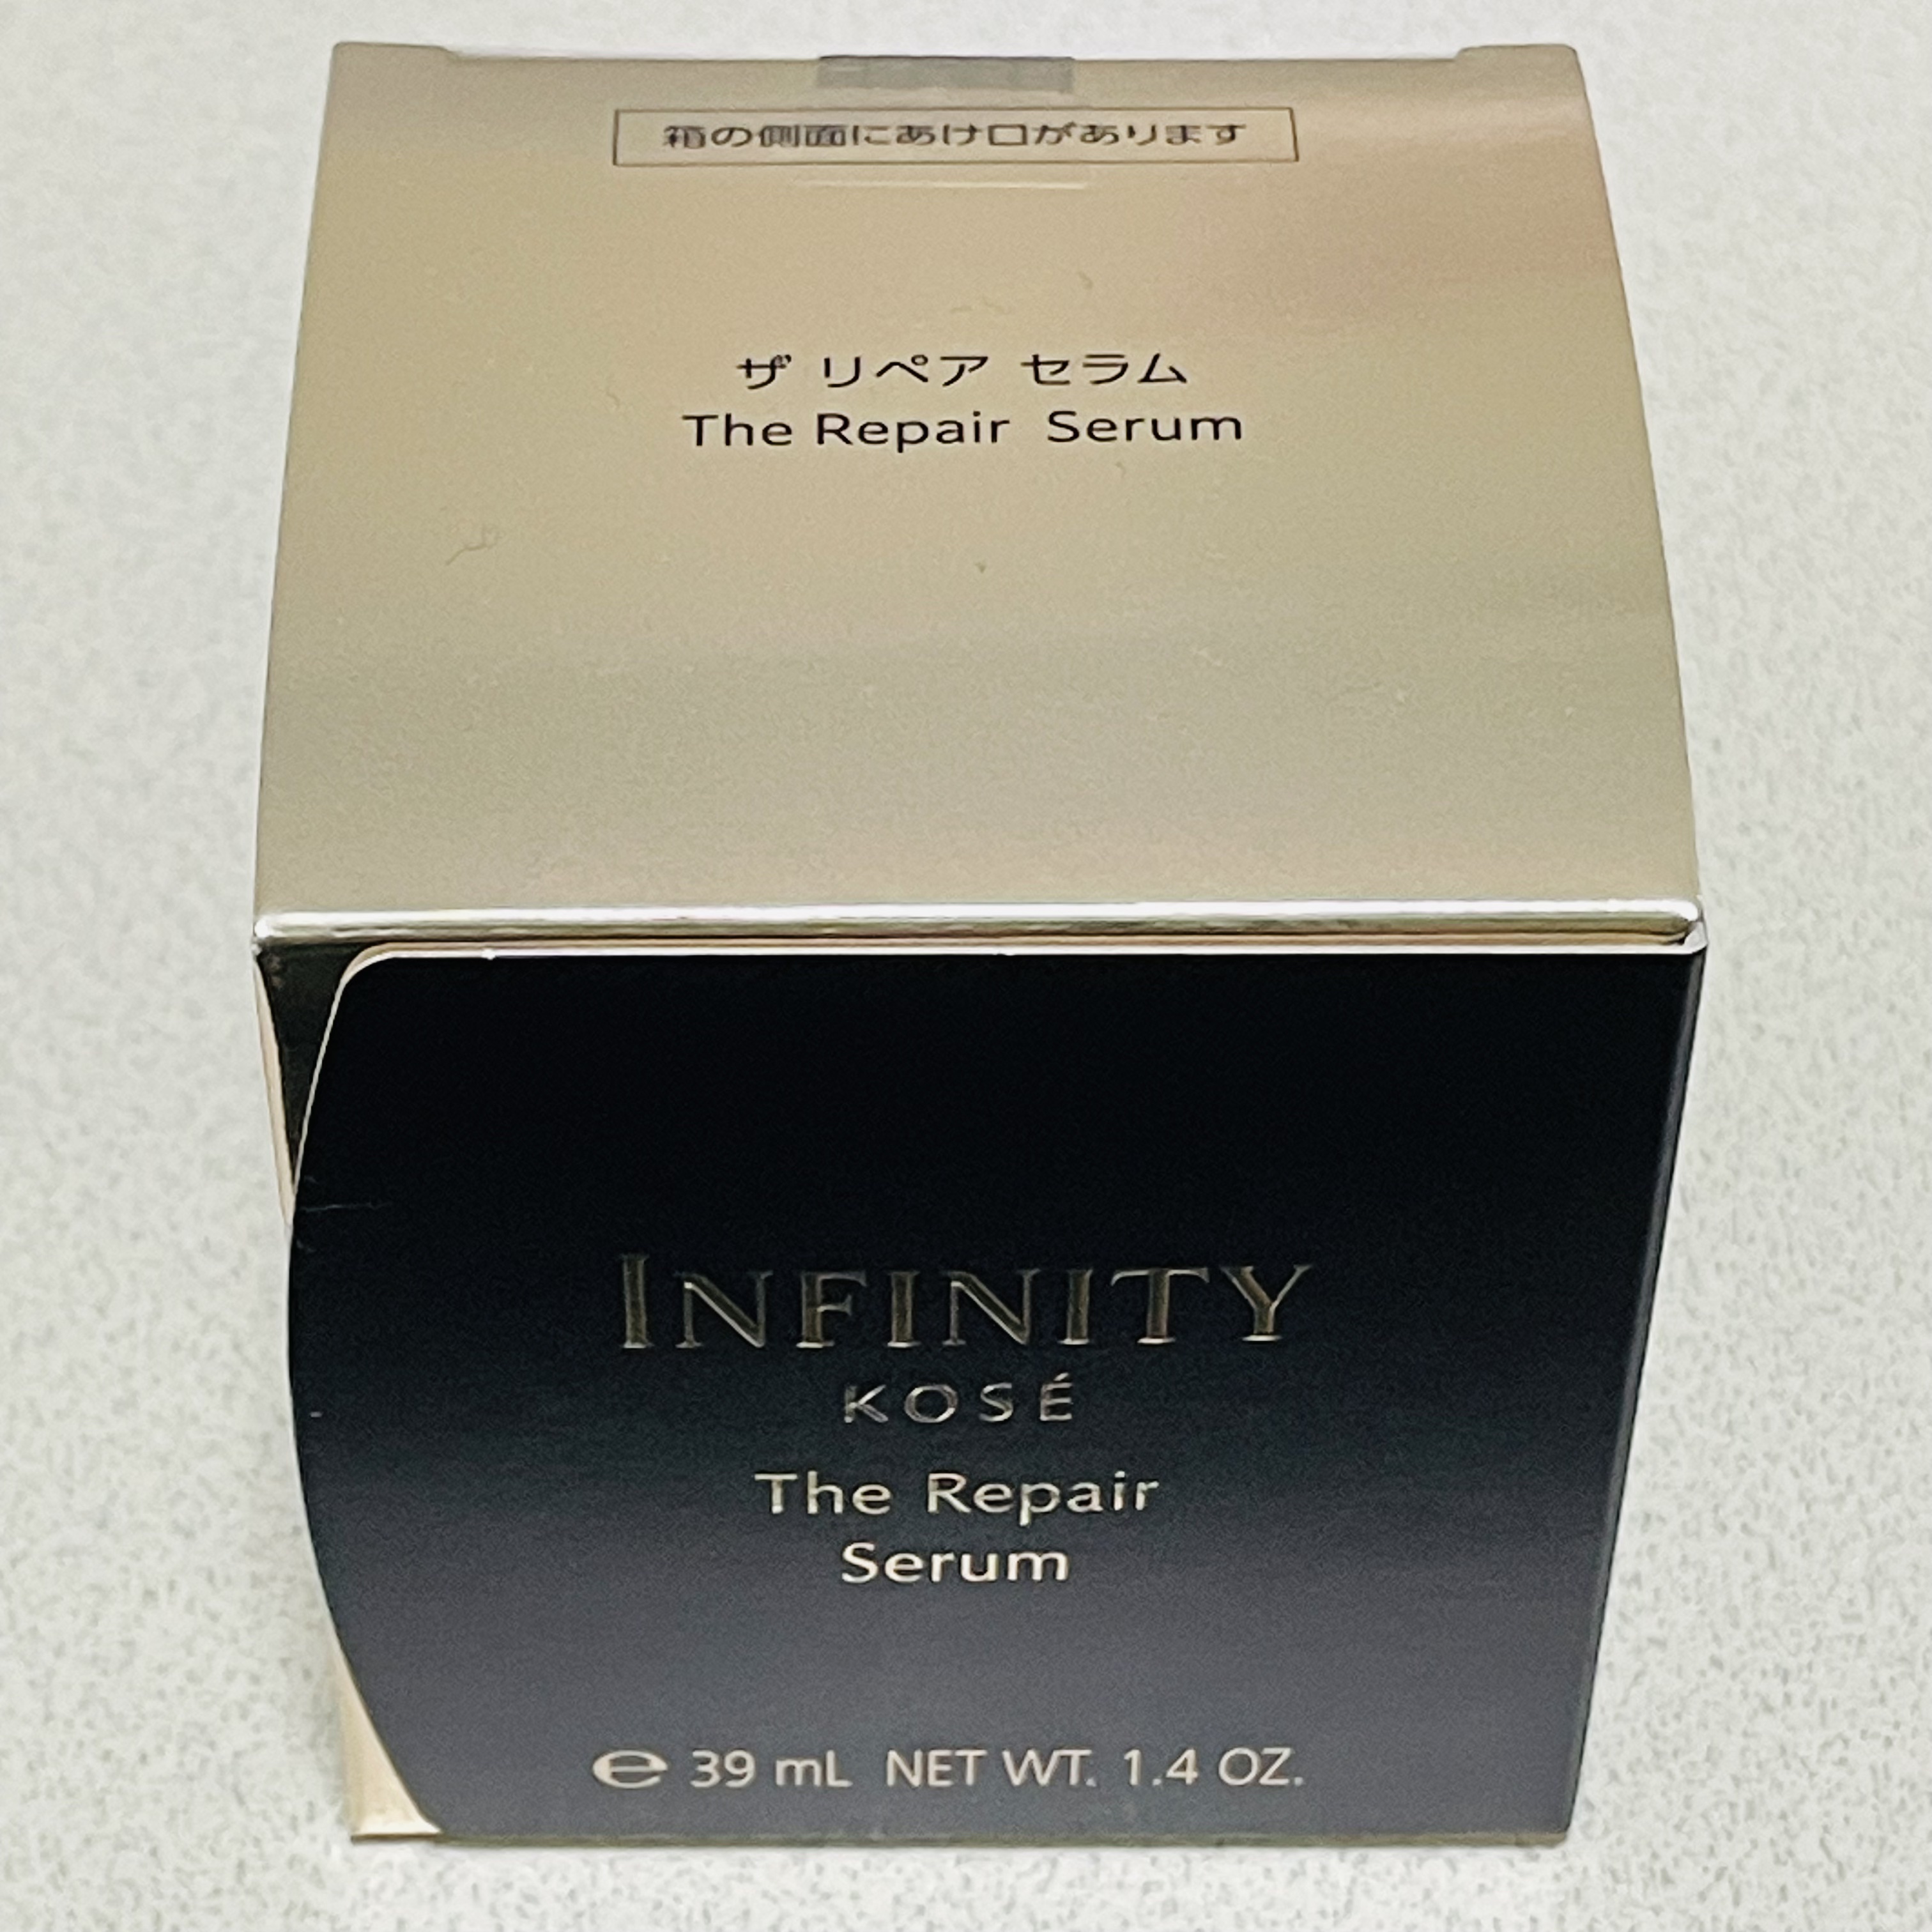 箱の側面にあけ口があります
ザ リペア セラム
The Repair Serum
INFINITY
KOSÉ
The Repair
Serum
℮ 39 mL NET WT. 1.4 OZ.